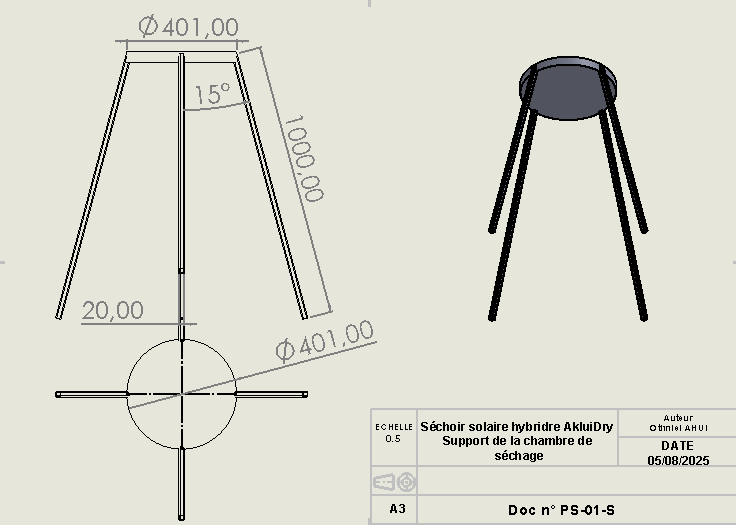 Ø401,00
15°
1000,00
20,00
Ø401,00
ECHELLE
0.5
Séchoir solaire hybridre AkluiDry
Support de la chambre de
séchage
Auteur
Othniel AHUI
DATE
05/08/2025
A3
Doc n° PS-01-S